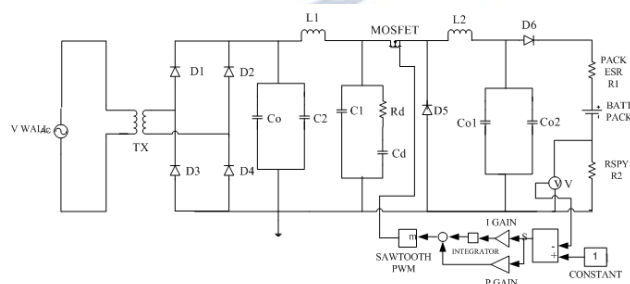 L1
MOSFET
L2
D6
D1
D2
PACK
ESR
R1
V WALL
TX
Co
C2
C1
Rd
Cd
D5
Co1
Co2
+
BATT
PACK
D3
D4
RSPY
R2
V V
I GAIN
m
INTEGRATOR
s
-
+
1
SAWTOOTH
PWM
P GAIN
CONSTANT